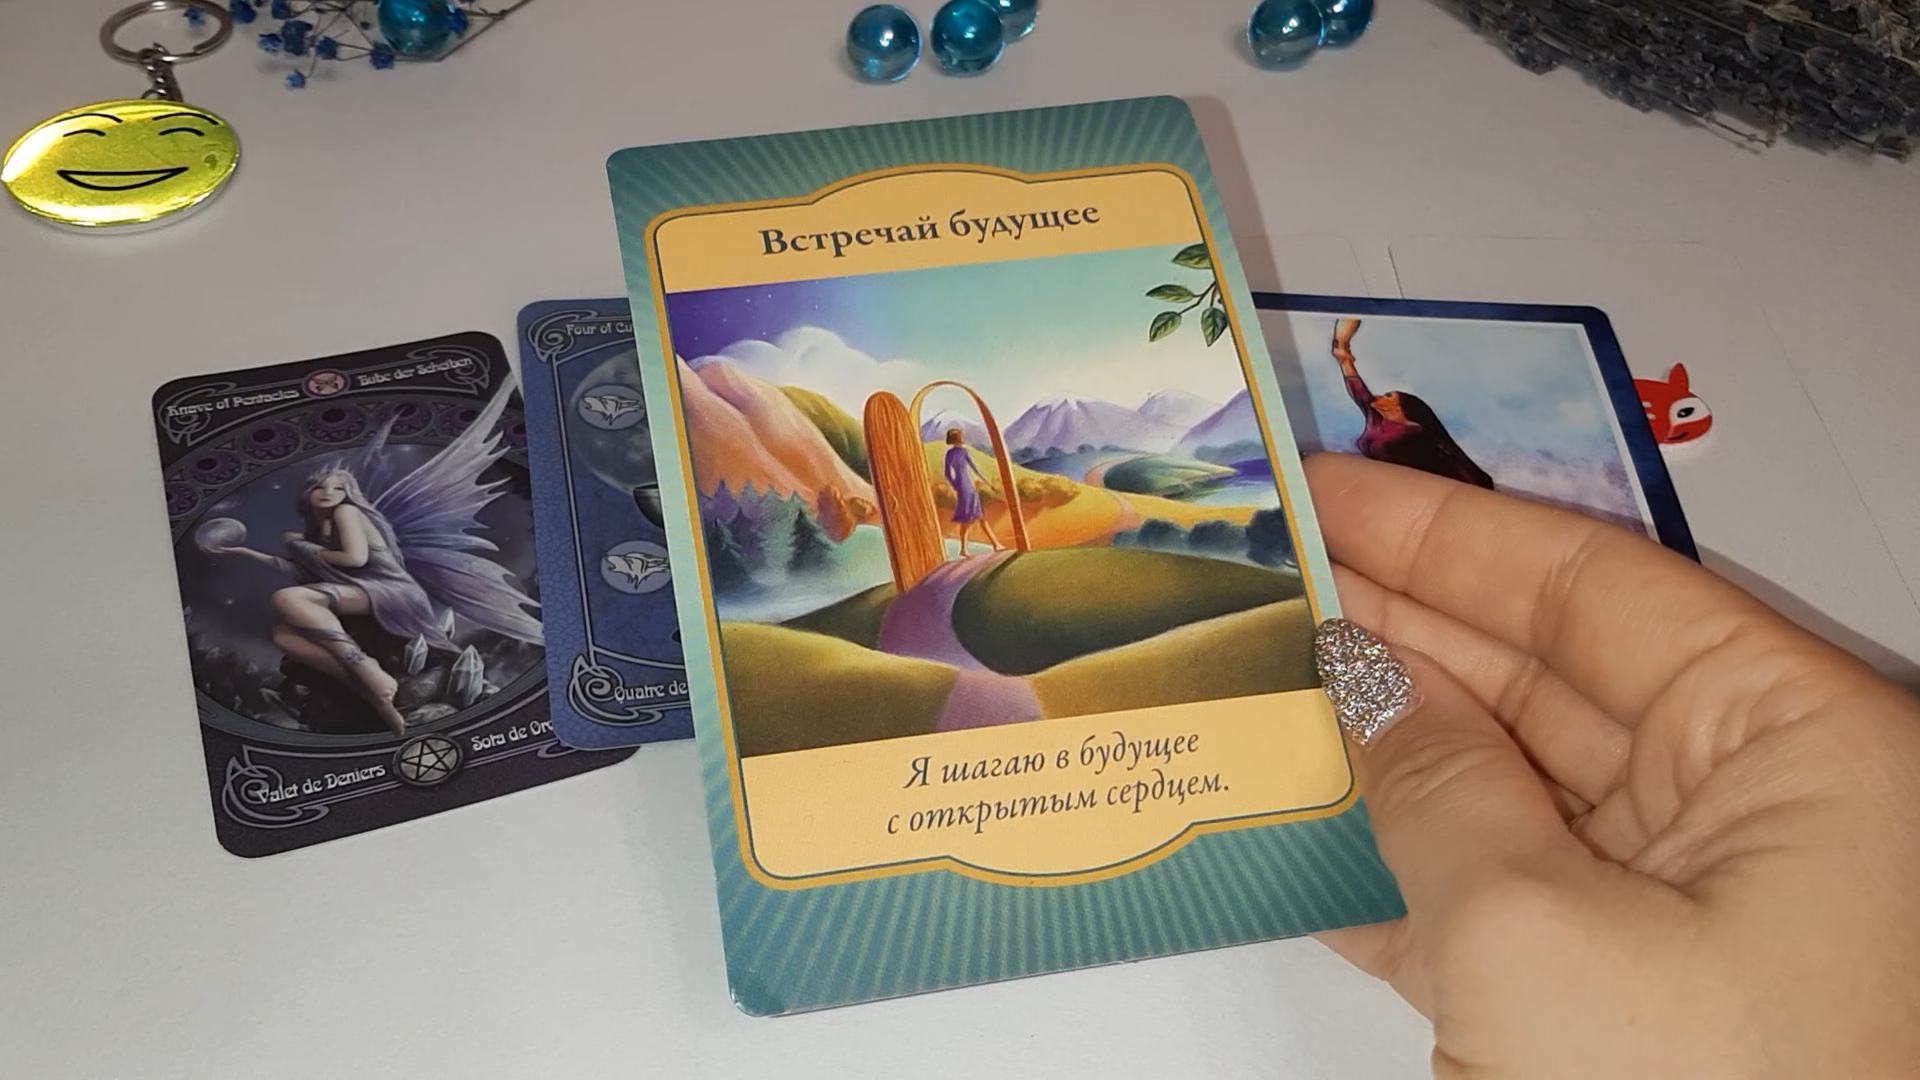 Встречай будущее
Я шагаю в будущее
с открытым сердцем.
Knave of Pentacles
Bube der Scheiben
Valet de Deniers
Sota de Oro
Four of Cu
Quatre de